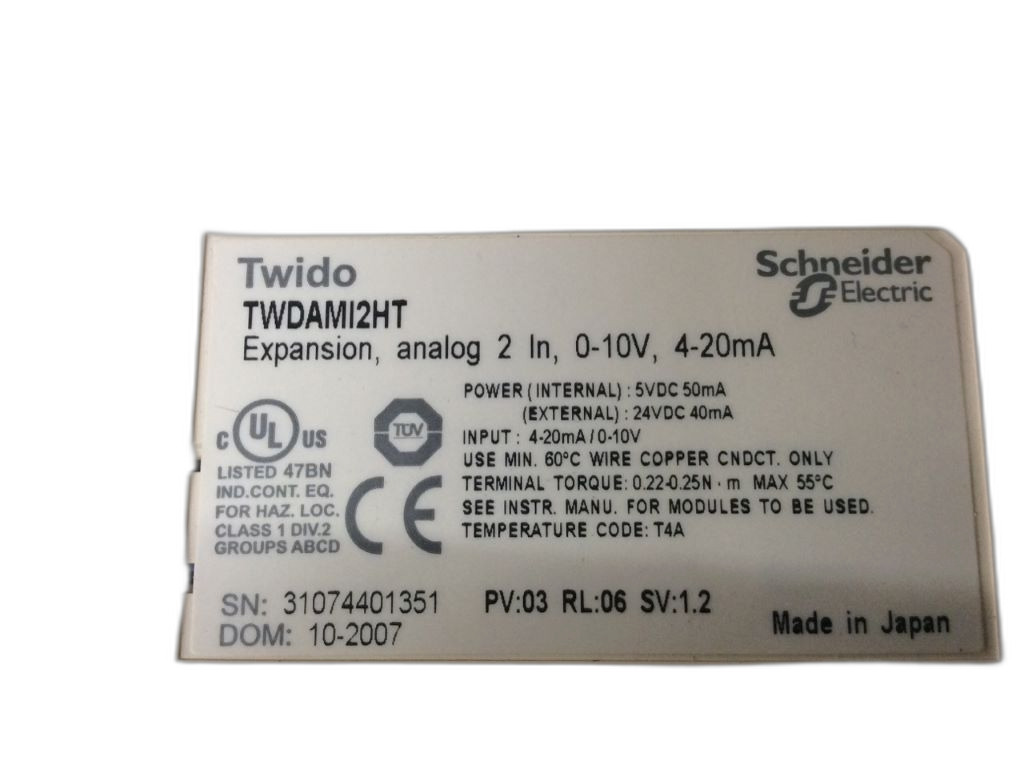 Twido
Schneider
Electric
TWDAMI2HT
Expansion, analog 2 In, 0-10V, 4-20mA
POWER (INTERNAL) : 5VDC 50mA
(EXTERNAL) : 24VDC 40mA
INPUT : 4-20mA / 0-10V
USE MIN. 60°C WIRE COPPER CNDCT. ONLY
TERMINAL TORQUE: 0.22-0.25N · m MAX 55°C
SEE INSTR. MANU. FOR MODULES TO BE USED.
TEMPERATURE CODE: T4A
C UL US
TÜV
LISTED 47BN
IND.CONT. EQ.
FOR HAZ. LOC.
CLASS 1 DIV.2
GROUPS ABCD
CE
SN: 31074401351 PV:03 RL:06 SV:1.2
DOM: 10-2007
Made in Japan